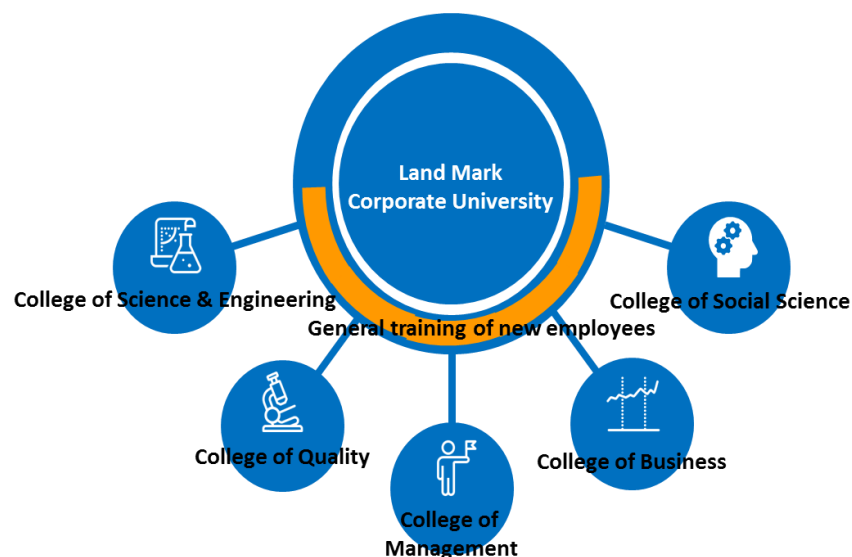 Land Mark
Corporate University
College of Science & Engineering
College of Social Science
General training of new employees
College of Quality
College of Business
College of
Management